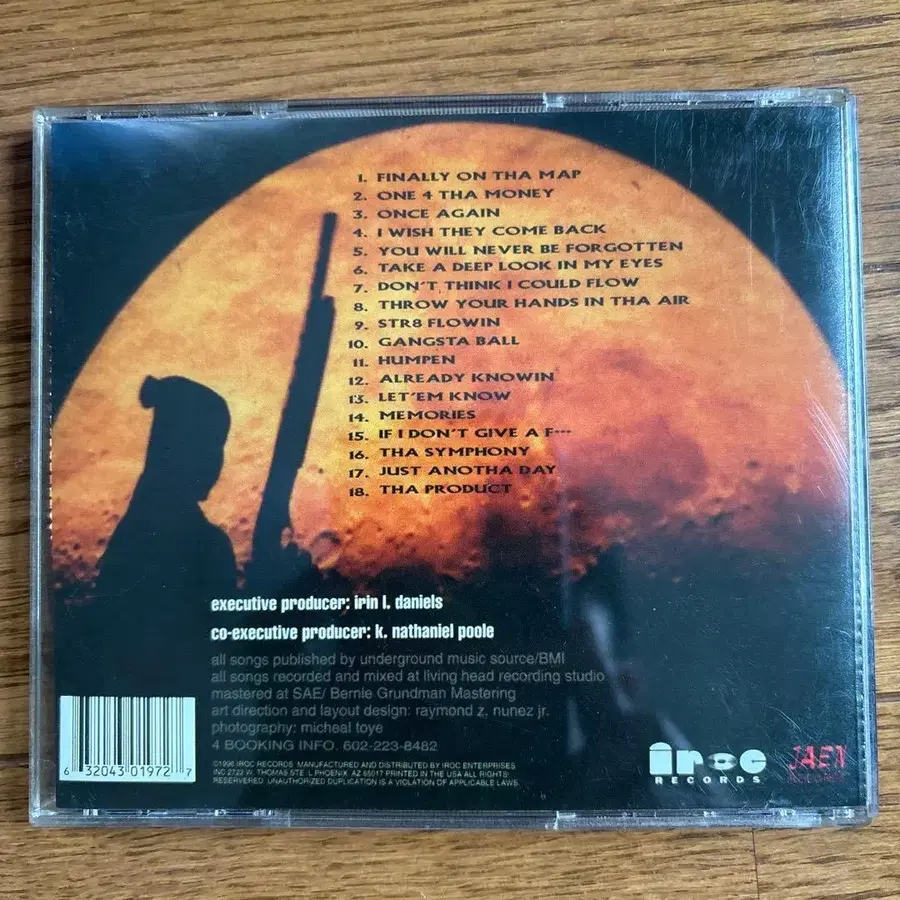 1. FINALLY ON THA MAP
2. ONE 4 THA MONEY
3. ONCE AGAIN
4. I WISH THEY COME BACK
5. YOU WILL NEVER BE FORGOTTEN
6. TAKE A DEEP LOOK IN MY EYES
7. DON'T THINK I COULD FLOW
8. THROW YOUR HANDS IN THA AIR
9. STR8 FLOWIN
10. GANGSTA BALL
11. HUMPEN
12. ALREADY KNOWIN
13. LET'EM KNOW
14. MEMORIES
15. IF I DON'T GIVE A F---
16. THA SYMPHONY
17. JUST ANOTHA DAY
18. THA PRODUCT
executive producer: irin l. daniels
co-executive producer: k. nathaniel poole
all songs published by underground music source/BMI
all songs recorded and mixed at living head recording studio
mastered at SAE/ Bernie Grundman Mastering
art direction and layout design: raymond z. nunez jr.
photography: micheal toye
4 BOOKING INFO. 602-223-8482
©1996 IROC RECORDS MANUFACTURED AND DISTRIBUTED BY IROC ENTERPRISES
INC 2722 W. THOMAS STE L PHOENIX, AZ 85017 PRINTED IN THE USA ALL RIGHTS
RESERVERED. UNAUTHORIZED DUPLICATION IS A VIOLATION OF APPLICABLE LAWS
6 32043 01972 7
iroc
RECORDS
JAEN